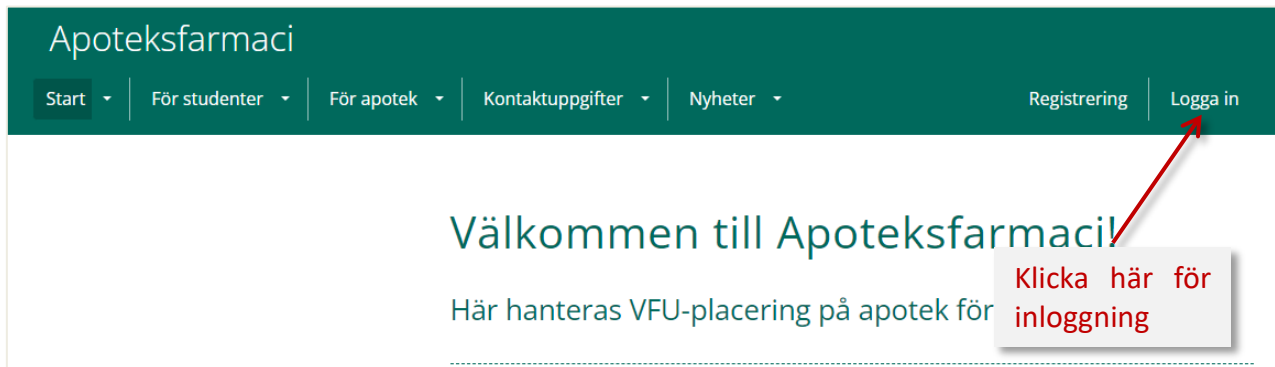 Apoteksfarmaci
Start För studenter För apotek Kontaktuppgifter Nyheter Registrering Logga in
Välkommen till Apoteksfarmaci!
Här hanteras VFU-placering på apotek för
Klicka här för
inloggning